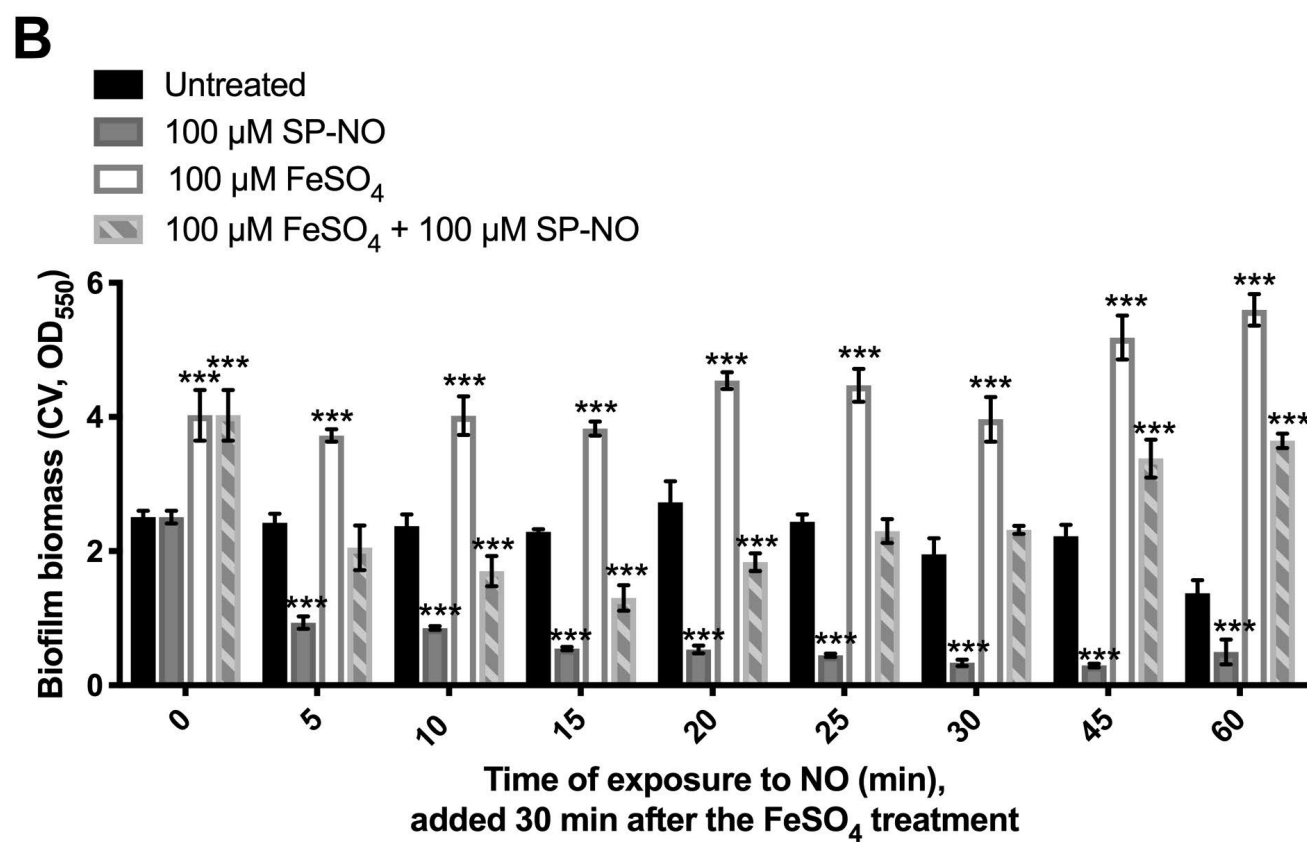 B
Untreated
100 µM SP-NO
100 µM FeSO₄
100 µM FeSO₄ + 100 µM SP-NO
Biofilm biomass (CV, OD₅₅₀)
6
4
2
0
*** *** *** *** *** *** *** *** *** ***
*** *** *** *** *** *** *** *** *** *** *** *** ***
0 5 10 15 20 25 30 45 60
Time of exposure to NO (min),
added 30 min after the FeSO₄ treatment